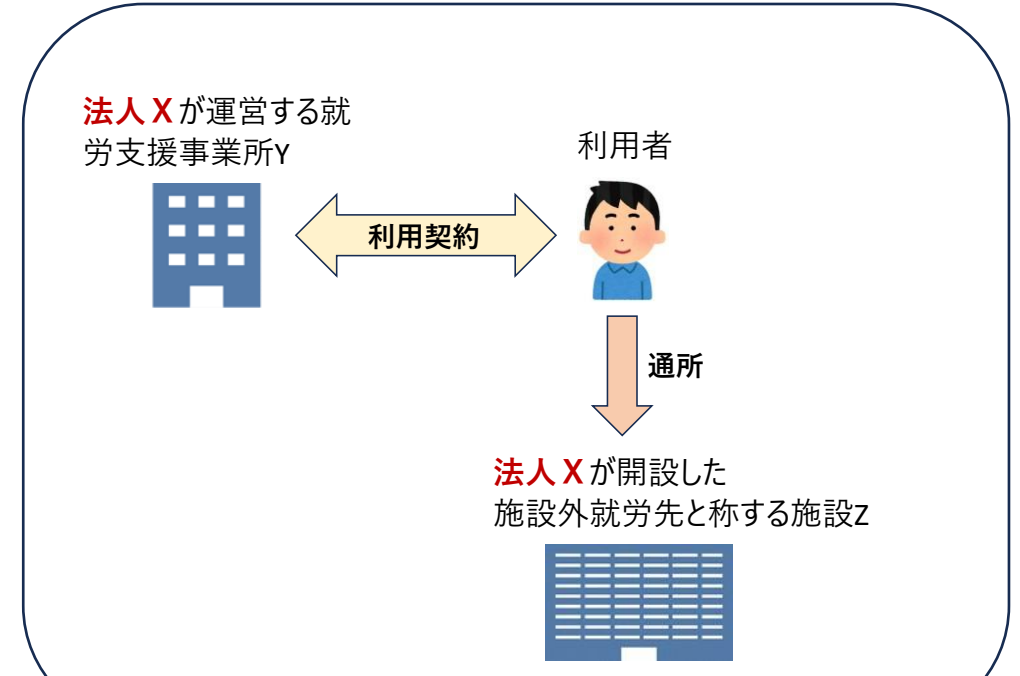 法人Xが運営する就
労支援事業所Y
利用者
利用契約
通所
法人Xが開設した
施設外就労先と称する施設Z